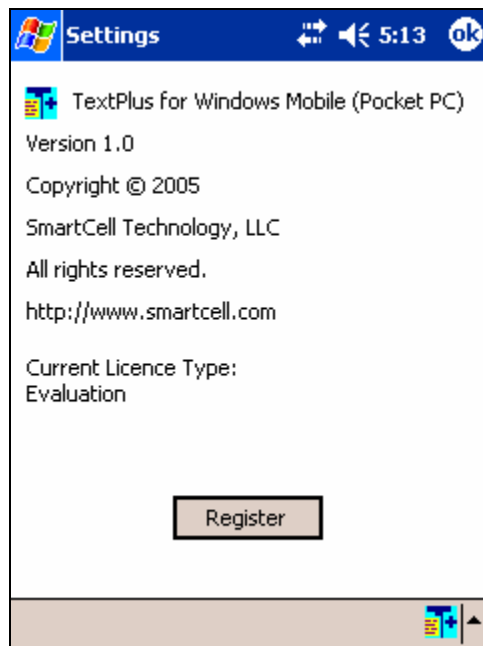 Settings 5:13 ok
TextPlus for Windows Mobile (Pocket PC)
Version 1.0
Copyright © 2005
SmartCell Technology, LLC
All rights reserved.
http://www.smartcell.com
Current Licence Type:
Evaluation
Register